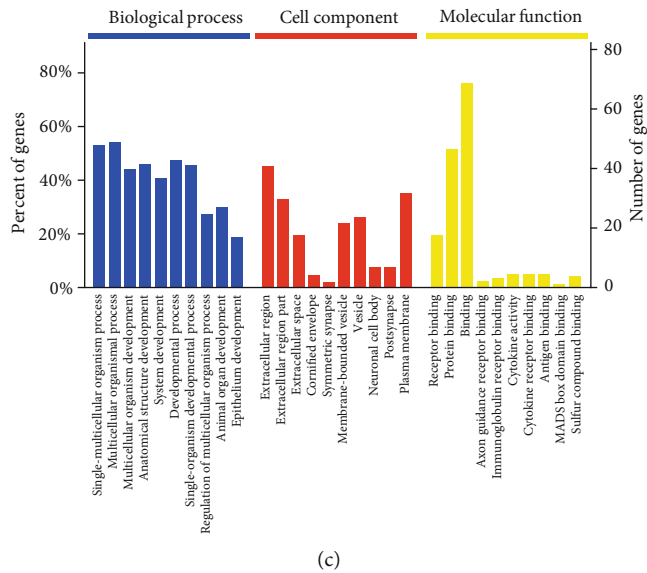 Biological process
Cell component
Molecular function
Percent of genes
80%
60%
40%
20%
0%
80
60
40
20
0
Number of genes
Single-multicellular organism process
Multicellular organismal process
Multicellular organism development
Anatomical structure development
System development
Developmental process
Single-organism developmental process
Regulation of multicellular organism process
Animal organ development
Epithelium development
Extracellular region
Extracellular region part
Extracellular space
Cornified envelope
Symmetric synapse
Membrane-bounded vesicle
Vesicle
Neuronal cell body
Postsynapse
Plasma membrane
Receptor binding
Protein binding
Binding
Axon guidance receptor binding
Immunoglobulin receptor binding
Cytokine activity
Cytokine receptor binding
Antigen binding
MADS box domain binding
Sulfur compound binding
(c)